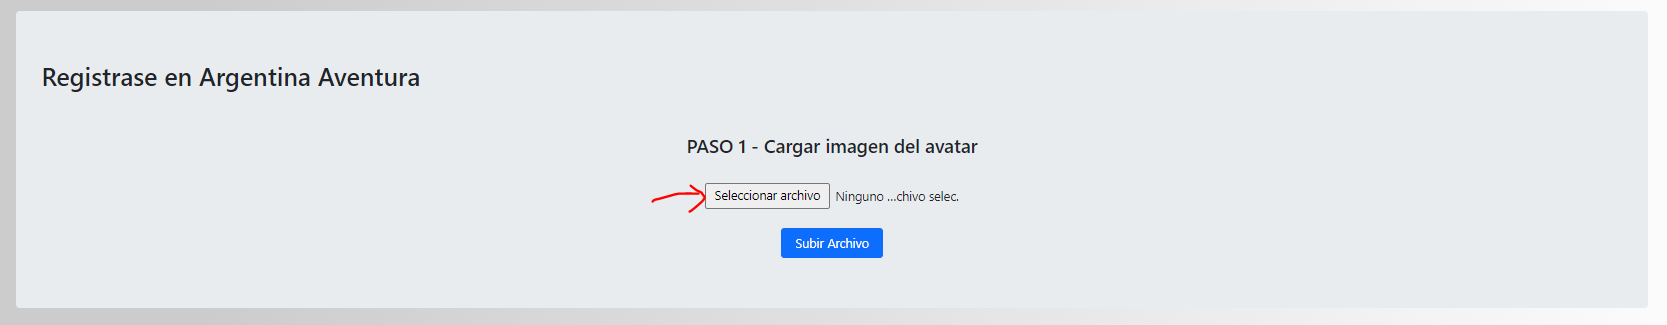 Registrase en Argentina Aventura
PASO 1 - Cargar imagen del avatar
Seleccionar archivo Ninguno ...chivo selec.
Subir Archivo